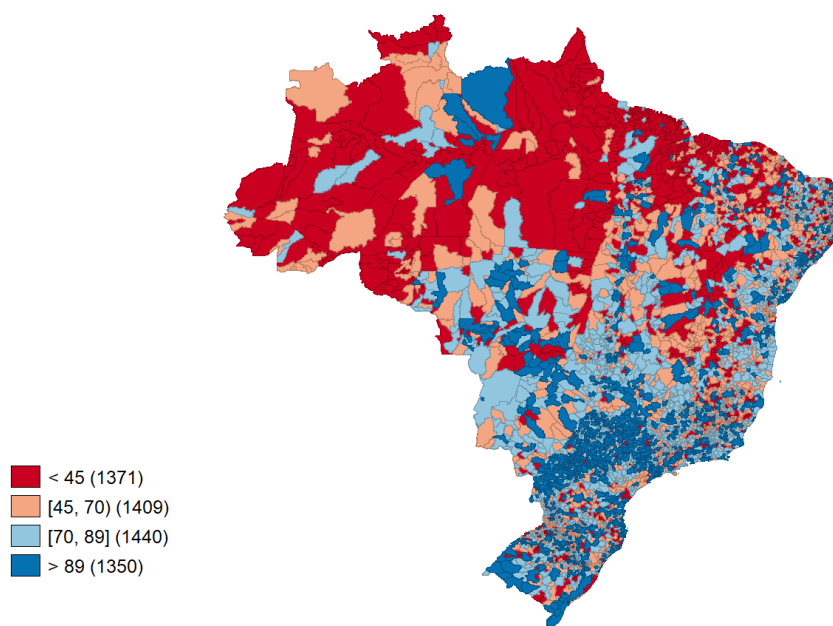 < 45 (1371)
[45, 70) (1409)
[70, 89] (1440)
> 89 (1350)